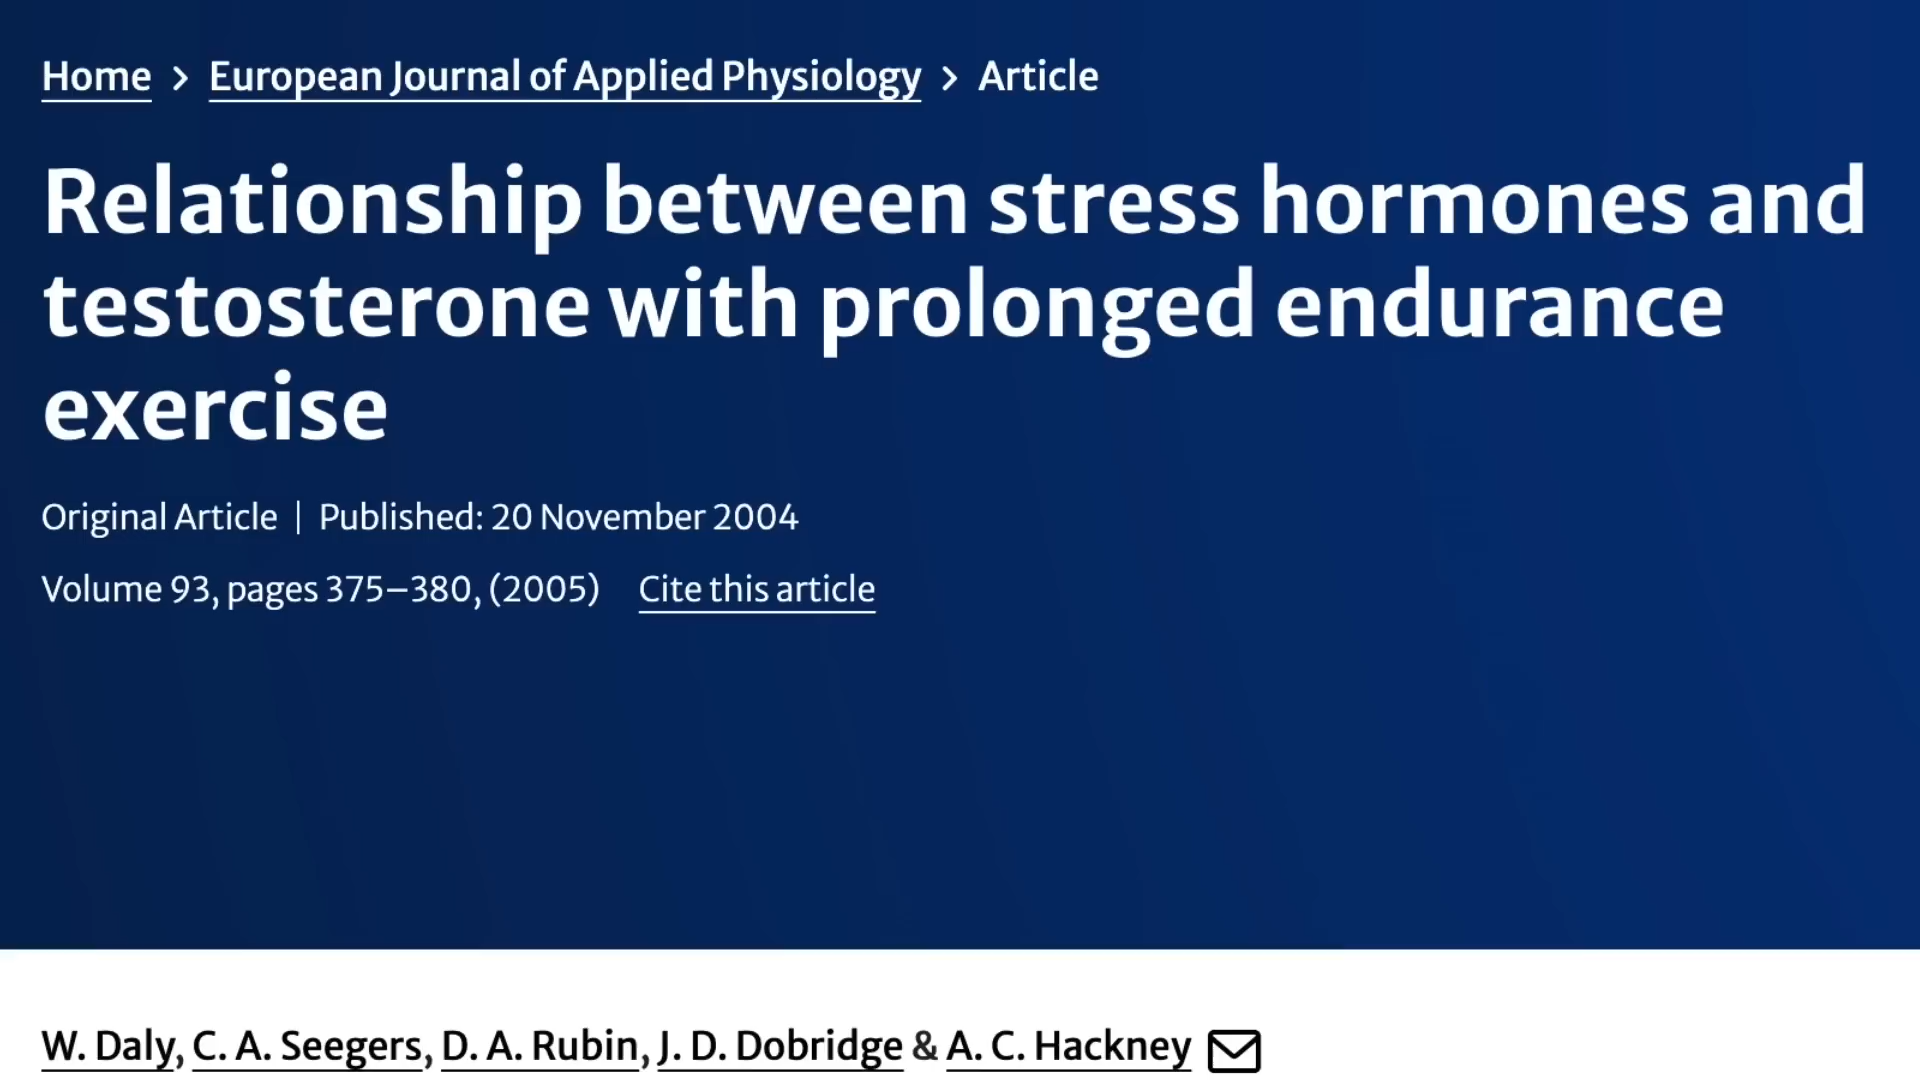 Home > European Journal of Applied Physiology > Article
Relationship between stress hormones and
testosterone with prolonged endurance
exercise
Original Article | Published: 20 November 2004
Volume 93, pages 375–380, (2005) Cite this article
W. Daly, C. A. Seegers, D. A. Rubin, J. D. Dobridge & A. C. Hackney